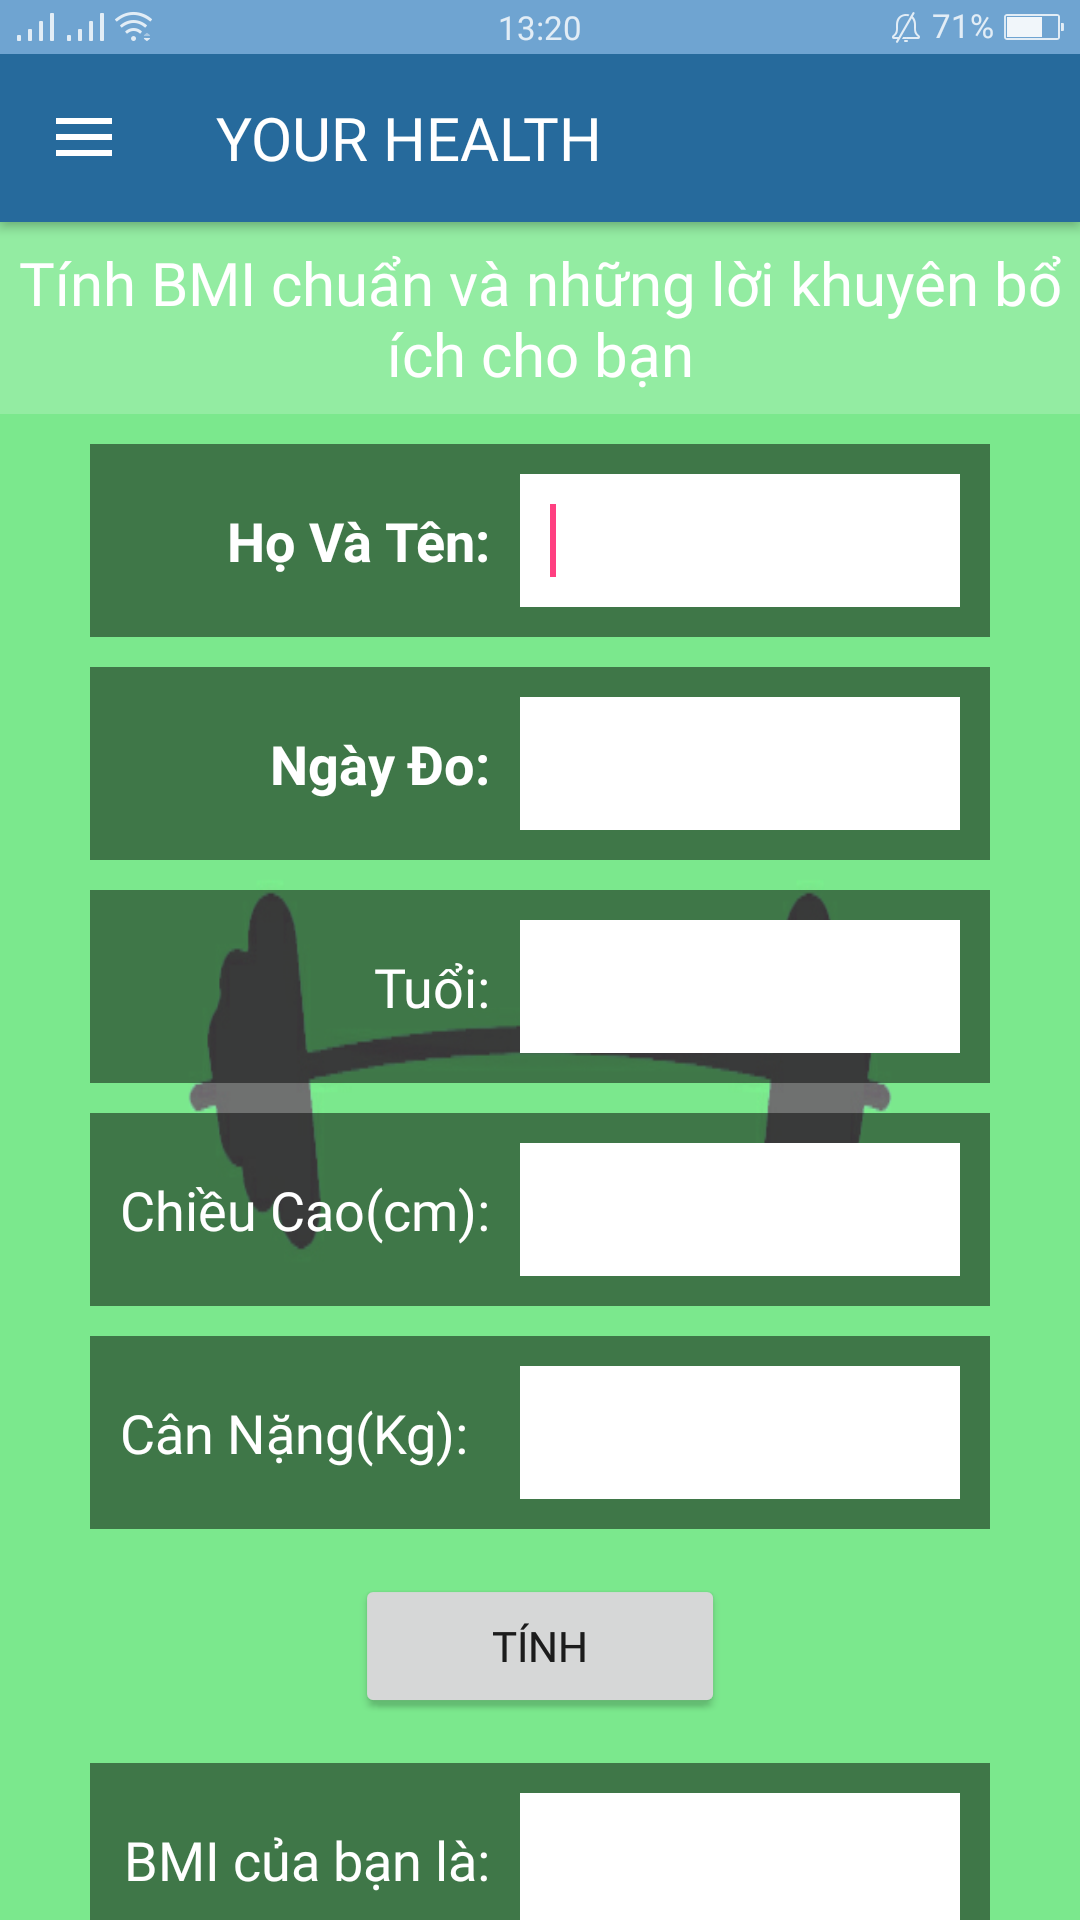 13:20
71%
YOUR HEALTH
Tính BMI chuẩn và những lời khuyên bổ
ích cho bạn
Họ Và Tên:
Ngày Đo:
Tuổi:
Chiều Cao(cm):
Cân Nặng(Kg):
TÍNH
BMI của bạn là: